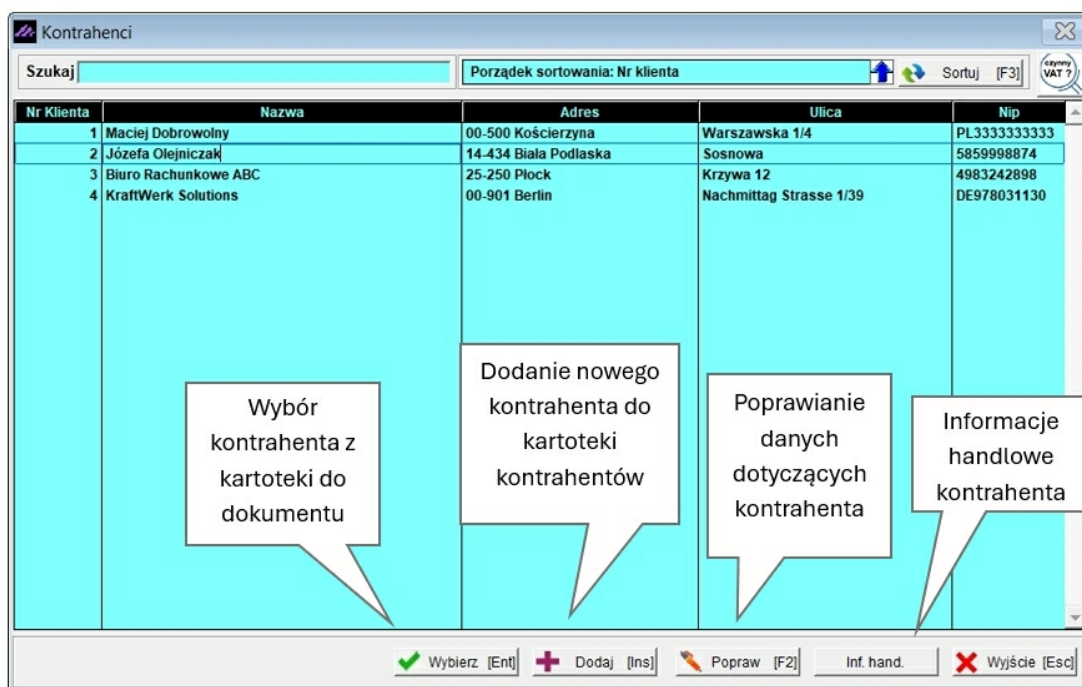 Kontrahenci
Szukaj
Porządek sortowania: Nr klienta
Sortuj [F3]
czynny
VAT ?
Nr Klienta Nazwa Adres Ulica Nip
1 Maciej Dobrowolny 00-500 Kościerzyna Warszawska 1/4 PL3333333333
2 Józefa Olejniczak 14-434 Biała Podlaska Sosnowa 5859998874
3 Biuro Rachunkowe ABC 25-250 Płock Krzywa 12 4983242898
4 KraftWerk Solutions 00-901 Berlin Nachmittag Strasse 1/39 DE978031130
Wybór
kontrahenta z
kartoteki do
dokumentu
Dodanie nowego
kontrahenta do
kartoteki
kontrahentów
Poprawianie
danych
dotyczących
kontrahenta
Informacje
handlowe
kontrahenta
Wybierz [Ent] Dodaj [Ins] Popraw [F2] Inf. hand. Wyjście [Esc]